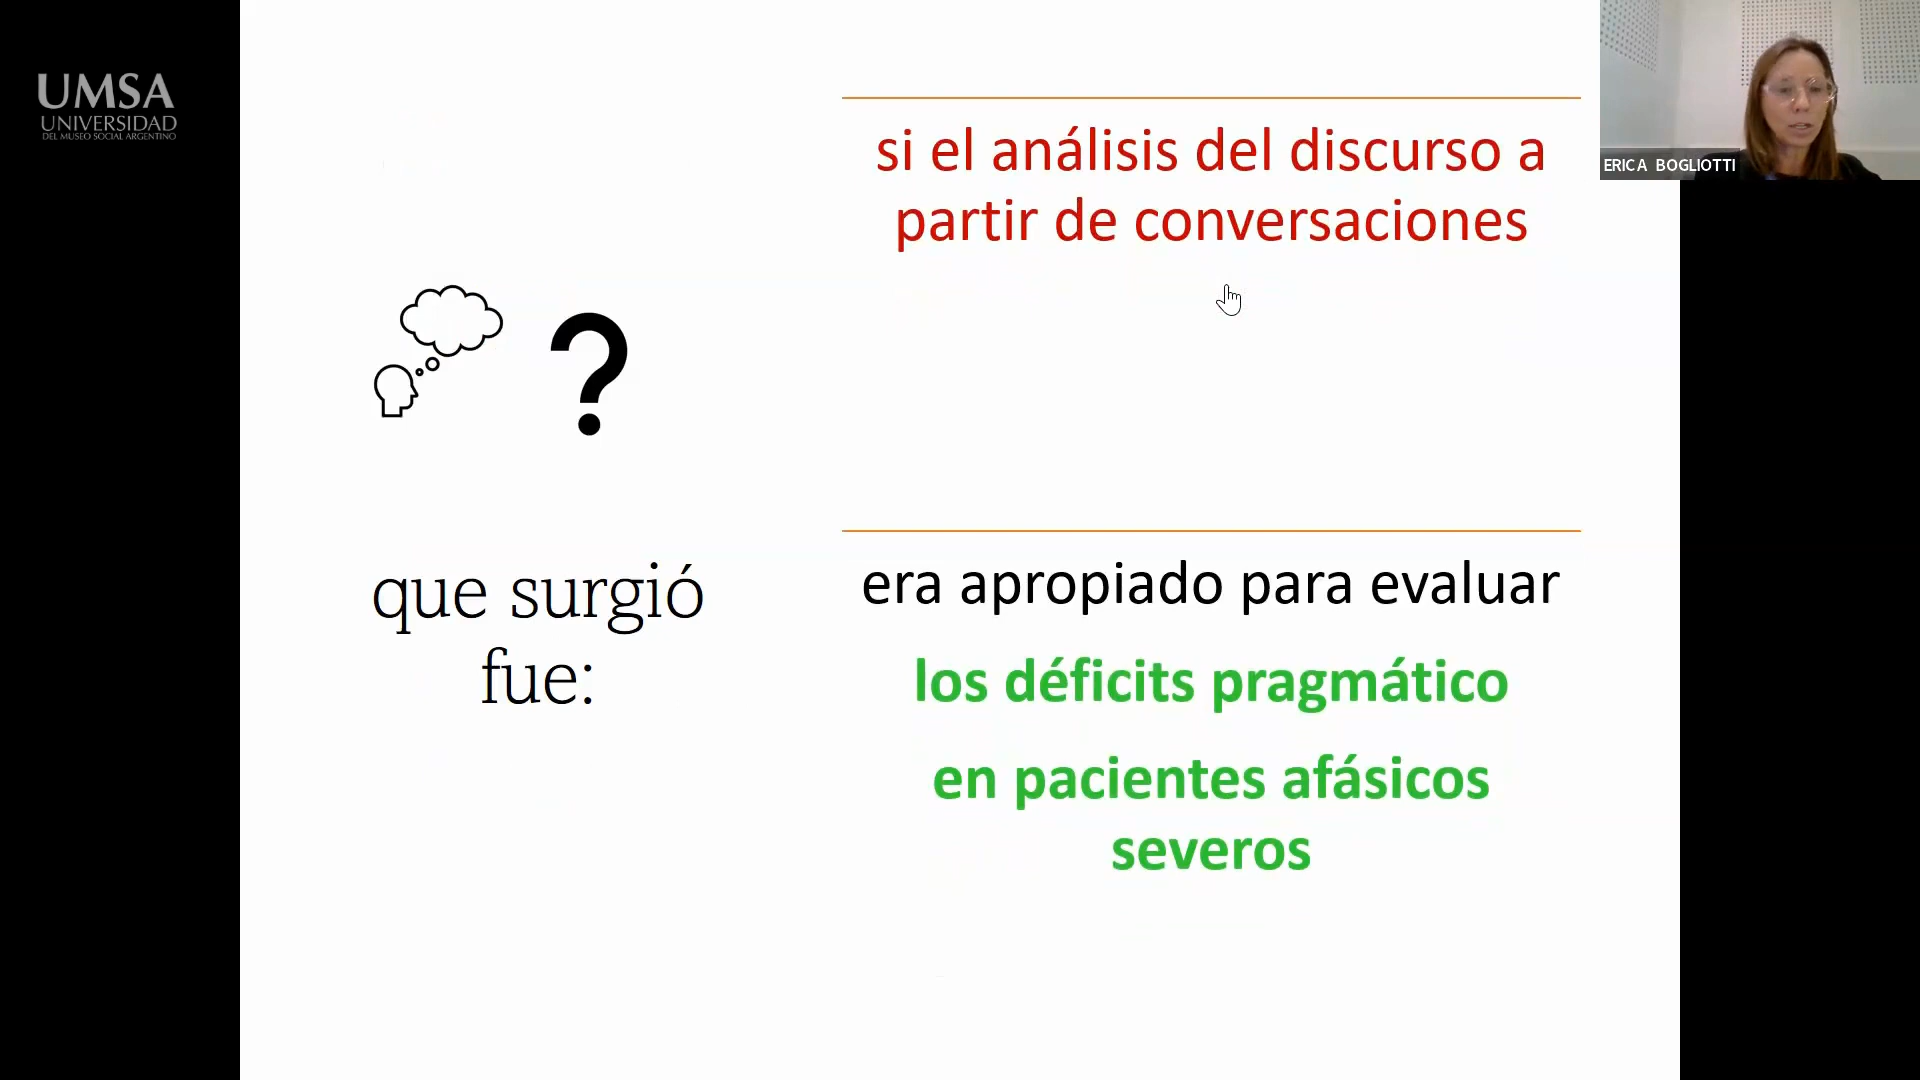 UMSA
UNIVERSIDAD
DEL MUSEO SOCIAL ARGENTINO
?
que surgió
fue:
si el análisis del discurso a
partir de conversaciones
era apropiado para evaluar
los déficits pragmático
en pacientes afásicos
severos
ERICA BOGLIOTTI